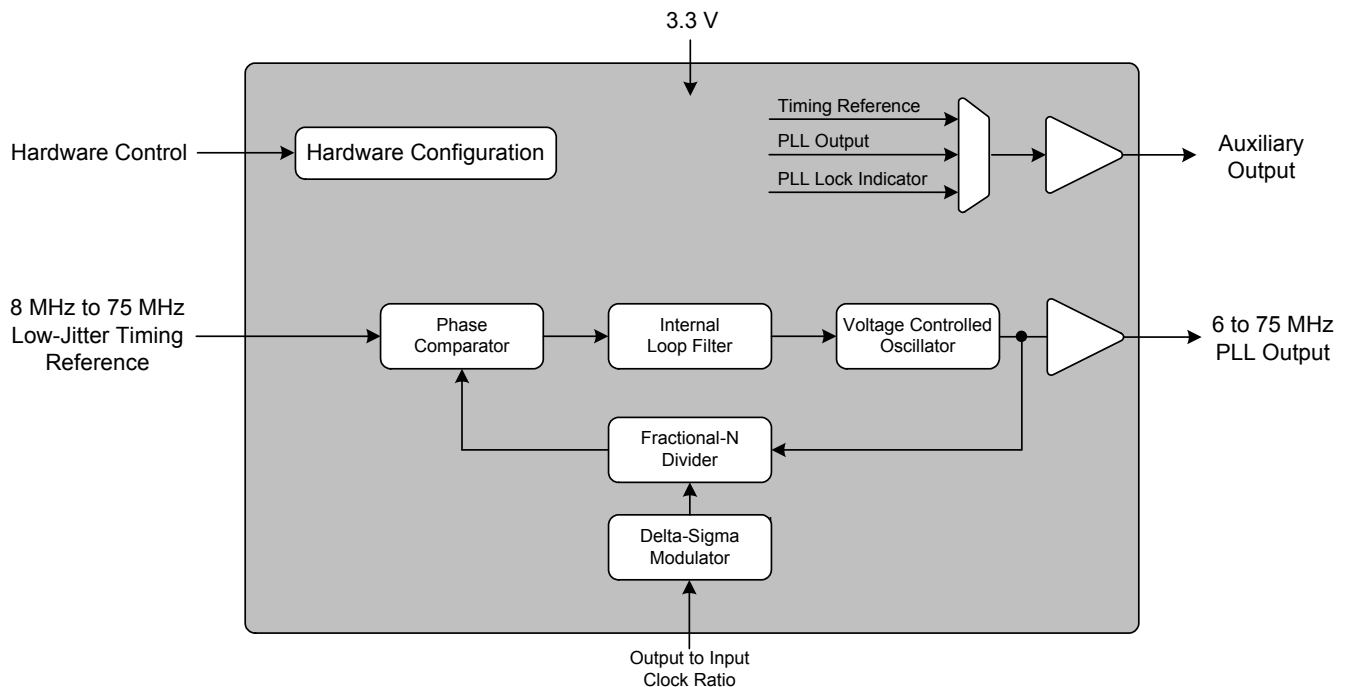 3.3 V
Timing Reference
PLL Output
PLL Lock Indicator
Hardware Control
Hardware Configuration
Auxiliary
Output
8 MHz to 75 MHz
Low-Jitter Timing
Reference
Phase
Comparator
Internal
Loop Filter
Voltage Controlled
Oscillator
6 to 75 MHz
PLL Output
Fractional-N
Divider
Delta-Sigma
Modulator
Output to Input
Clock Ratio